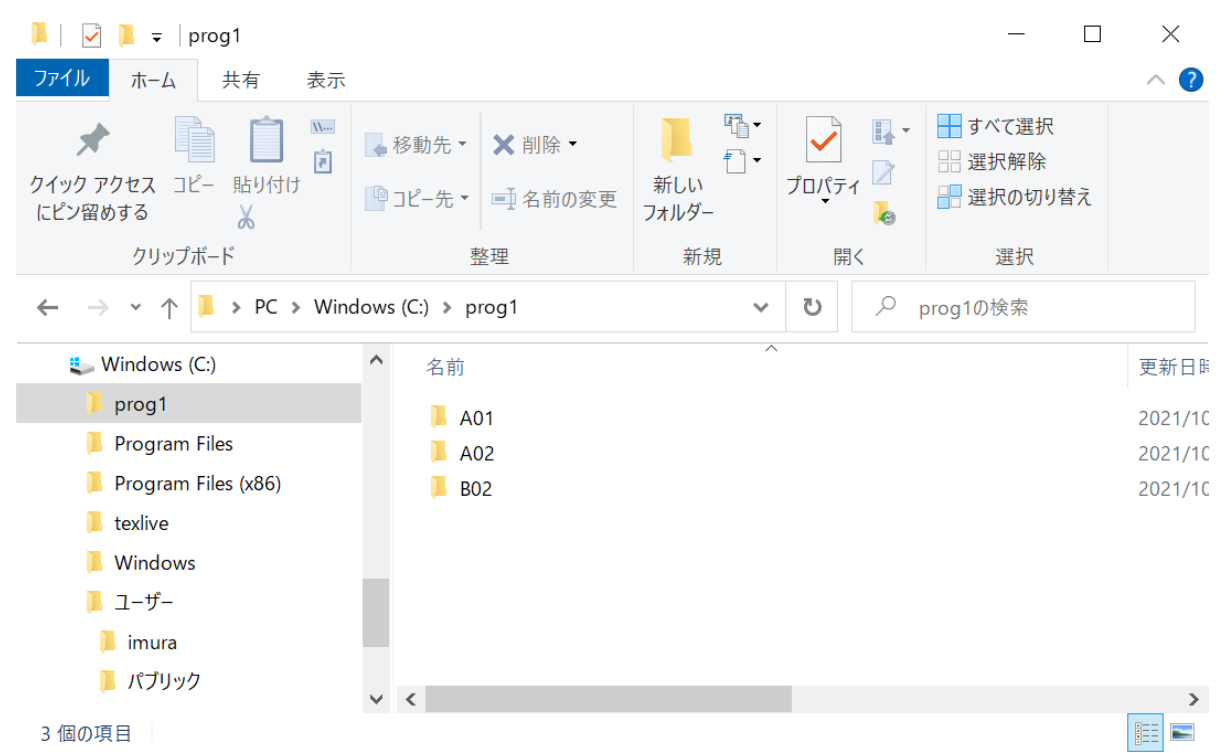 prog1
ファイル ホーム 共有 表示
クイック アクセス
にピン留めする
コピー
貼り付け
クリップボード
移動先
コピー先
削除
名前の変更
整理
新しい
フォルダー
新規
プロパティ
開く
すべて選択
選択解除
選択の切り替え
選択
PC Windows (C:) prog1
prog1の検索
Windows (C:)
prog1
Program Files
Program Files (x86)
texlive
Windows
ユーザー
imura
パブリック
名前 更新日時
A01 2021/10
A02 2021/10
B02 2021/10
3 個の項目